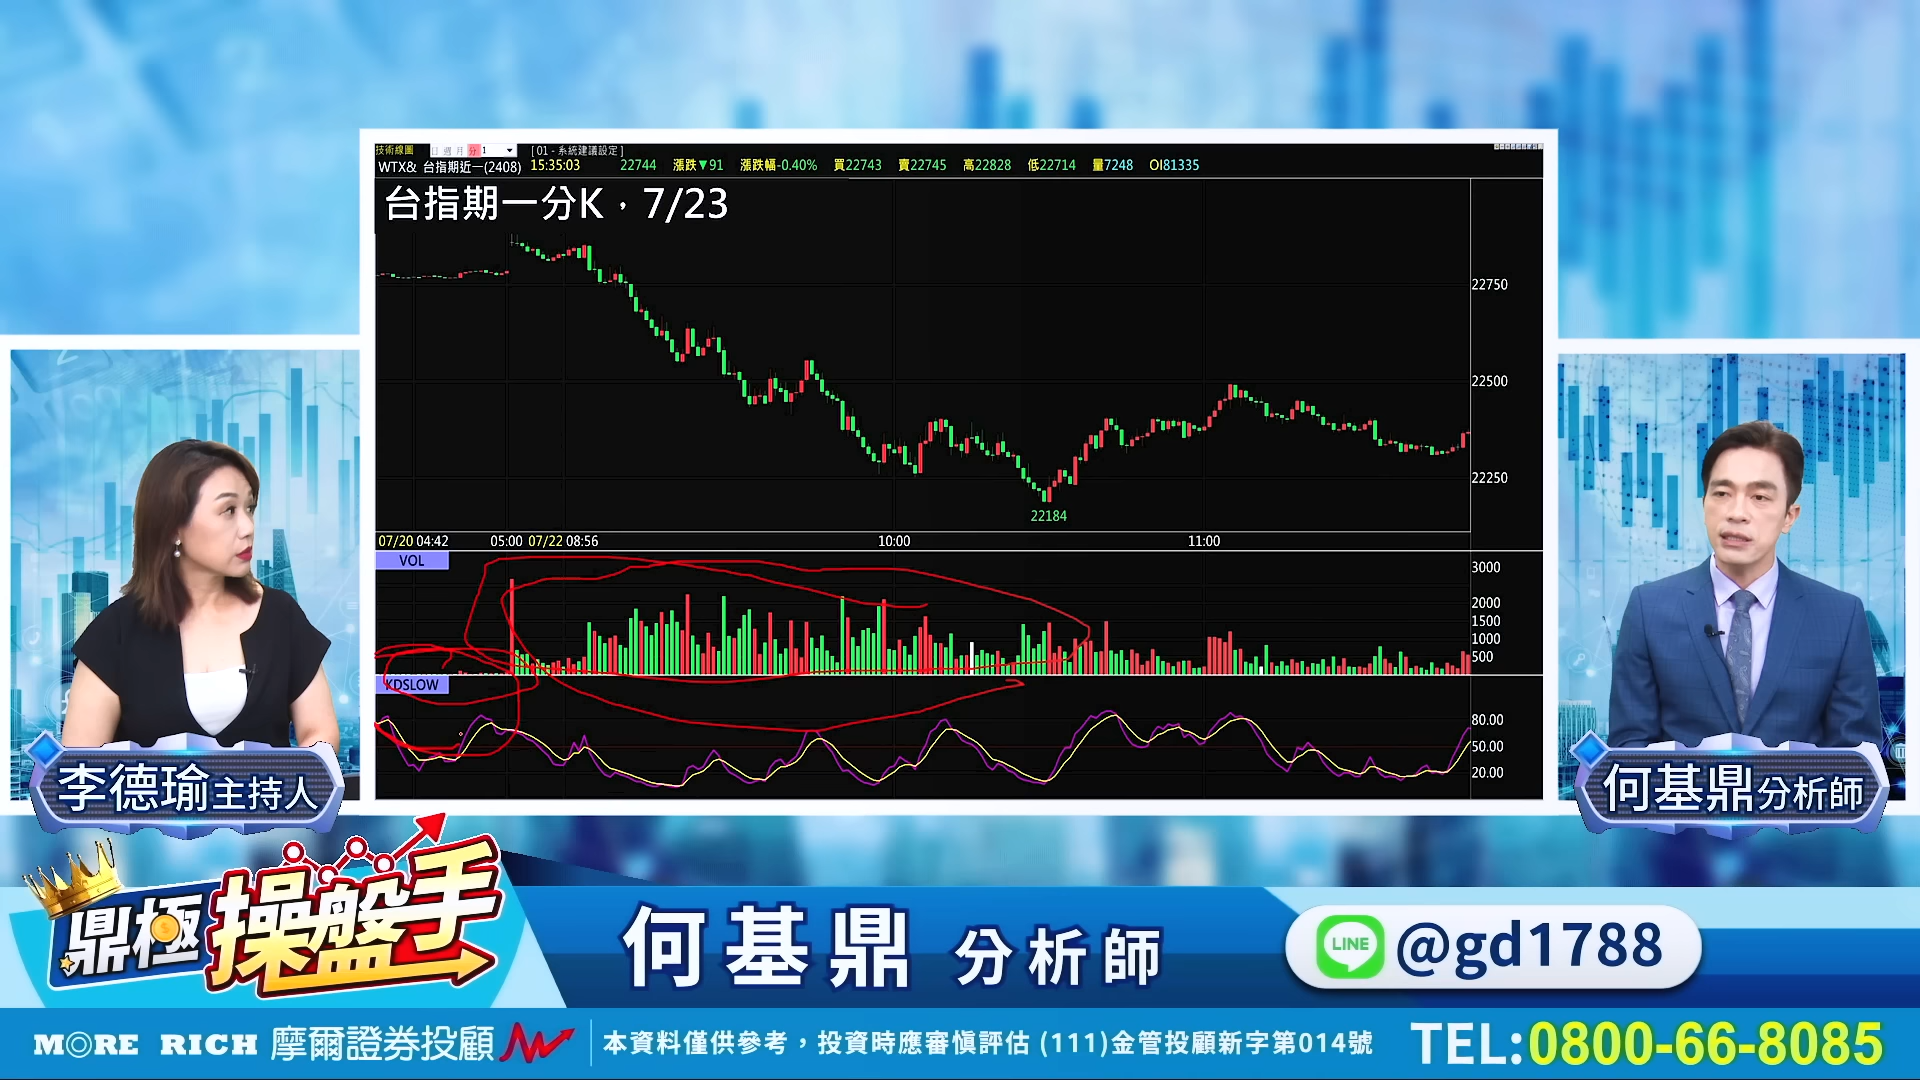 技術線圖 日 週 月 分 1 [ 01 - 系統建議設定 ]
WTX& 台指期近一(2408) 15:35:03 22744 漲跌▼91 漲跌幅-0.40% 買22743 賣22745 高22828 低22714 量7248 OI81335
台指期一分K，7/23
22750
22500
22250
22184
07/20 04:42 05:00 07/22 08:56 10:00 11:00
VOL
3000
2000
1500
1000
500
KDSLOW
80.00
50.00
20.00
李德瑜主持人
何基鼎分析師
鼎極操盤手
何基鼎 分析師
LINE @gd1788
MORE RICH 摩爾證券投顧
本資料僅供參考，投資時應審慎評估 (111)金管投顧新字第014號
TEL:0800-66-8085